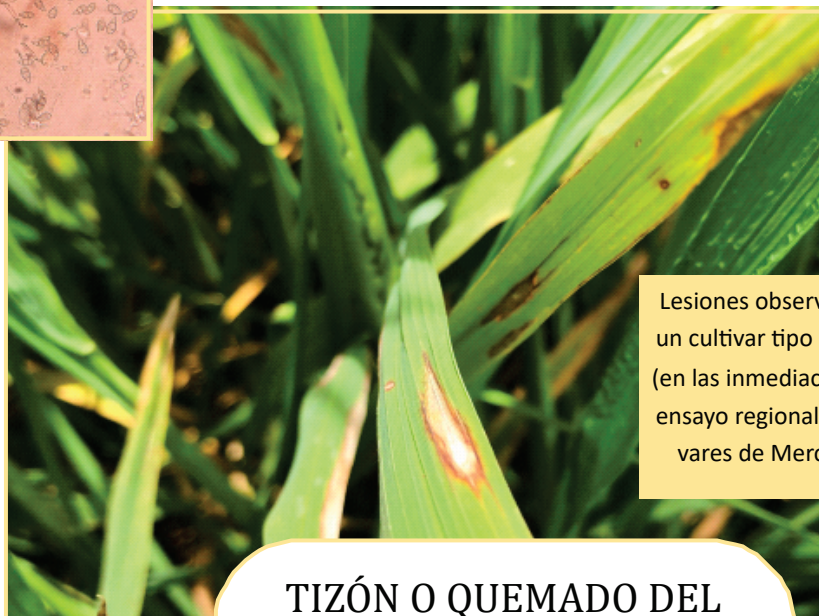 Lesiones observ
un cultivar tipo
(en las inmediac
ensayo regional
vares de Merc
TIZÓN O QUEMADO DEL